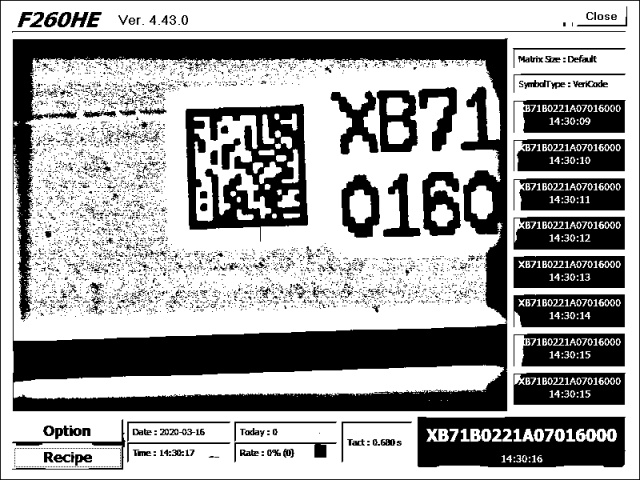 F260HE Ver. 4.43.0
Close
XB71
0160
Matrix Size : Default
SymbolType : VeriCode
XB71B0221A07016000
14:30:09
XB71B0221A07016000
14:30:10
XB71B0221A07016000
14:30:11
XB71B0221A07016000
14:30:12
XB71B0221A07016000
14:30:13
XB71B0221A07016000
14:30:14
XB71B0221A07016000
14:30:15
XB71B0221A07016000
14:30:15
Option
Recipe
Date : 2020-03-16
Time : 14:30:17
Today : 0
Rate : 0% (0)
Tact : 0.680 s
XB71B0221A07016000
14:30:16